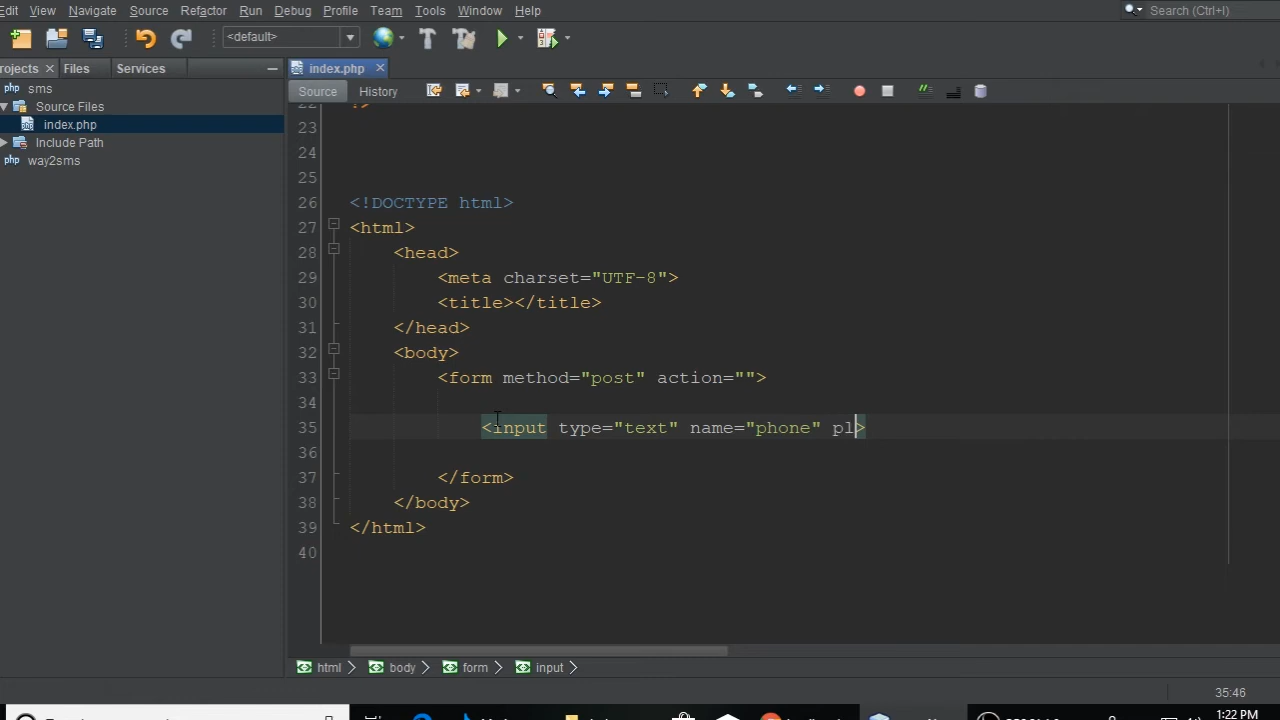 Edit View Navigate Source Refactor Run Debug Profile Team Tools Window Help
Search (Ctrl+I)
<default>
rojects Files Services
index.php
Source History
sms
Source Files
index.php
Include Path
way2sms
22 ?>
23
24
25
26 <!DOCTYPE html>
27 <html>
28 <head>
29 <meta charset="UTF-8">
30 <title></title>
31 </head>
32 <body>
33 <form method="post" action="">
34
35 <input type="text" name="phone" pl>
36
37 </form>
38 </body>
39 </html>
40
html body form input
35:46
1:22 PM